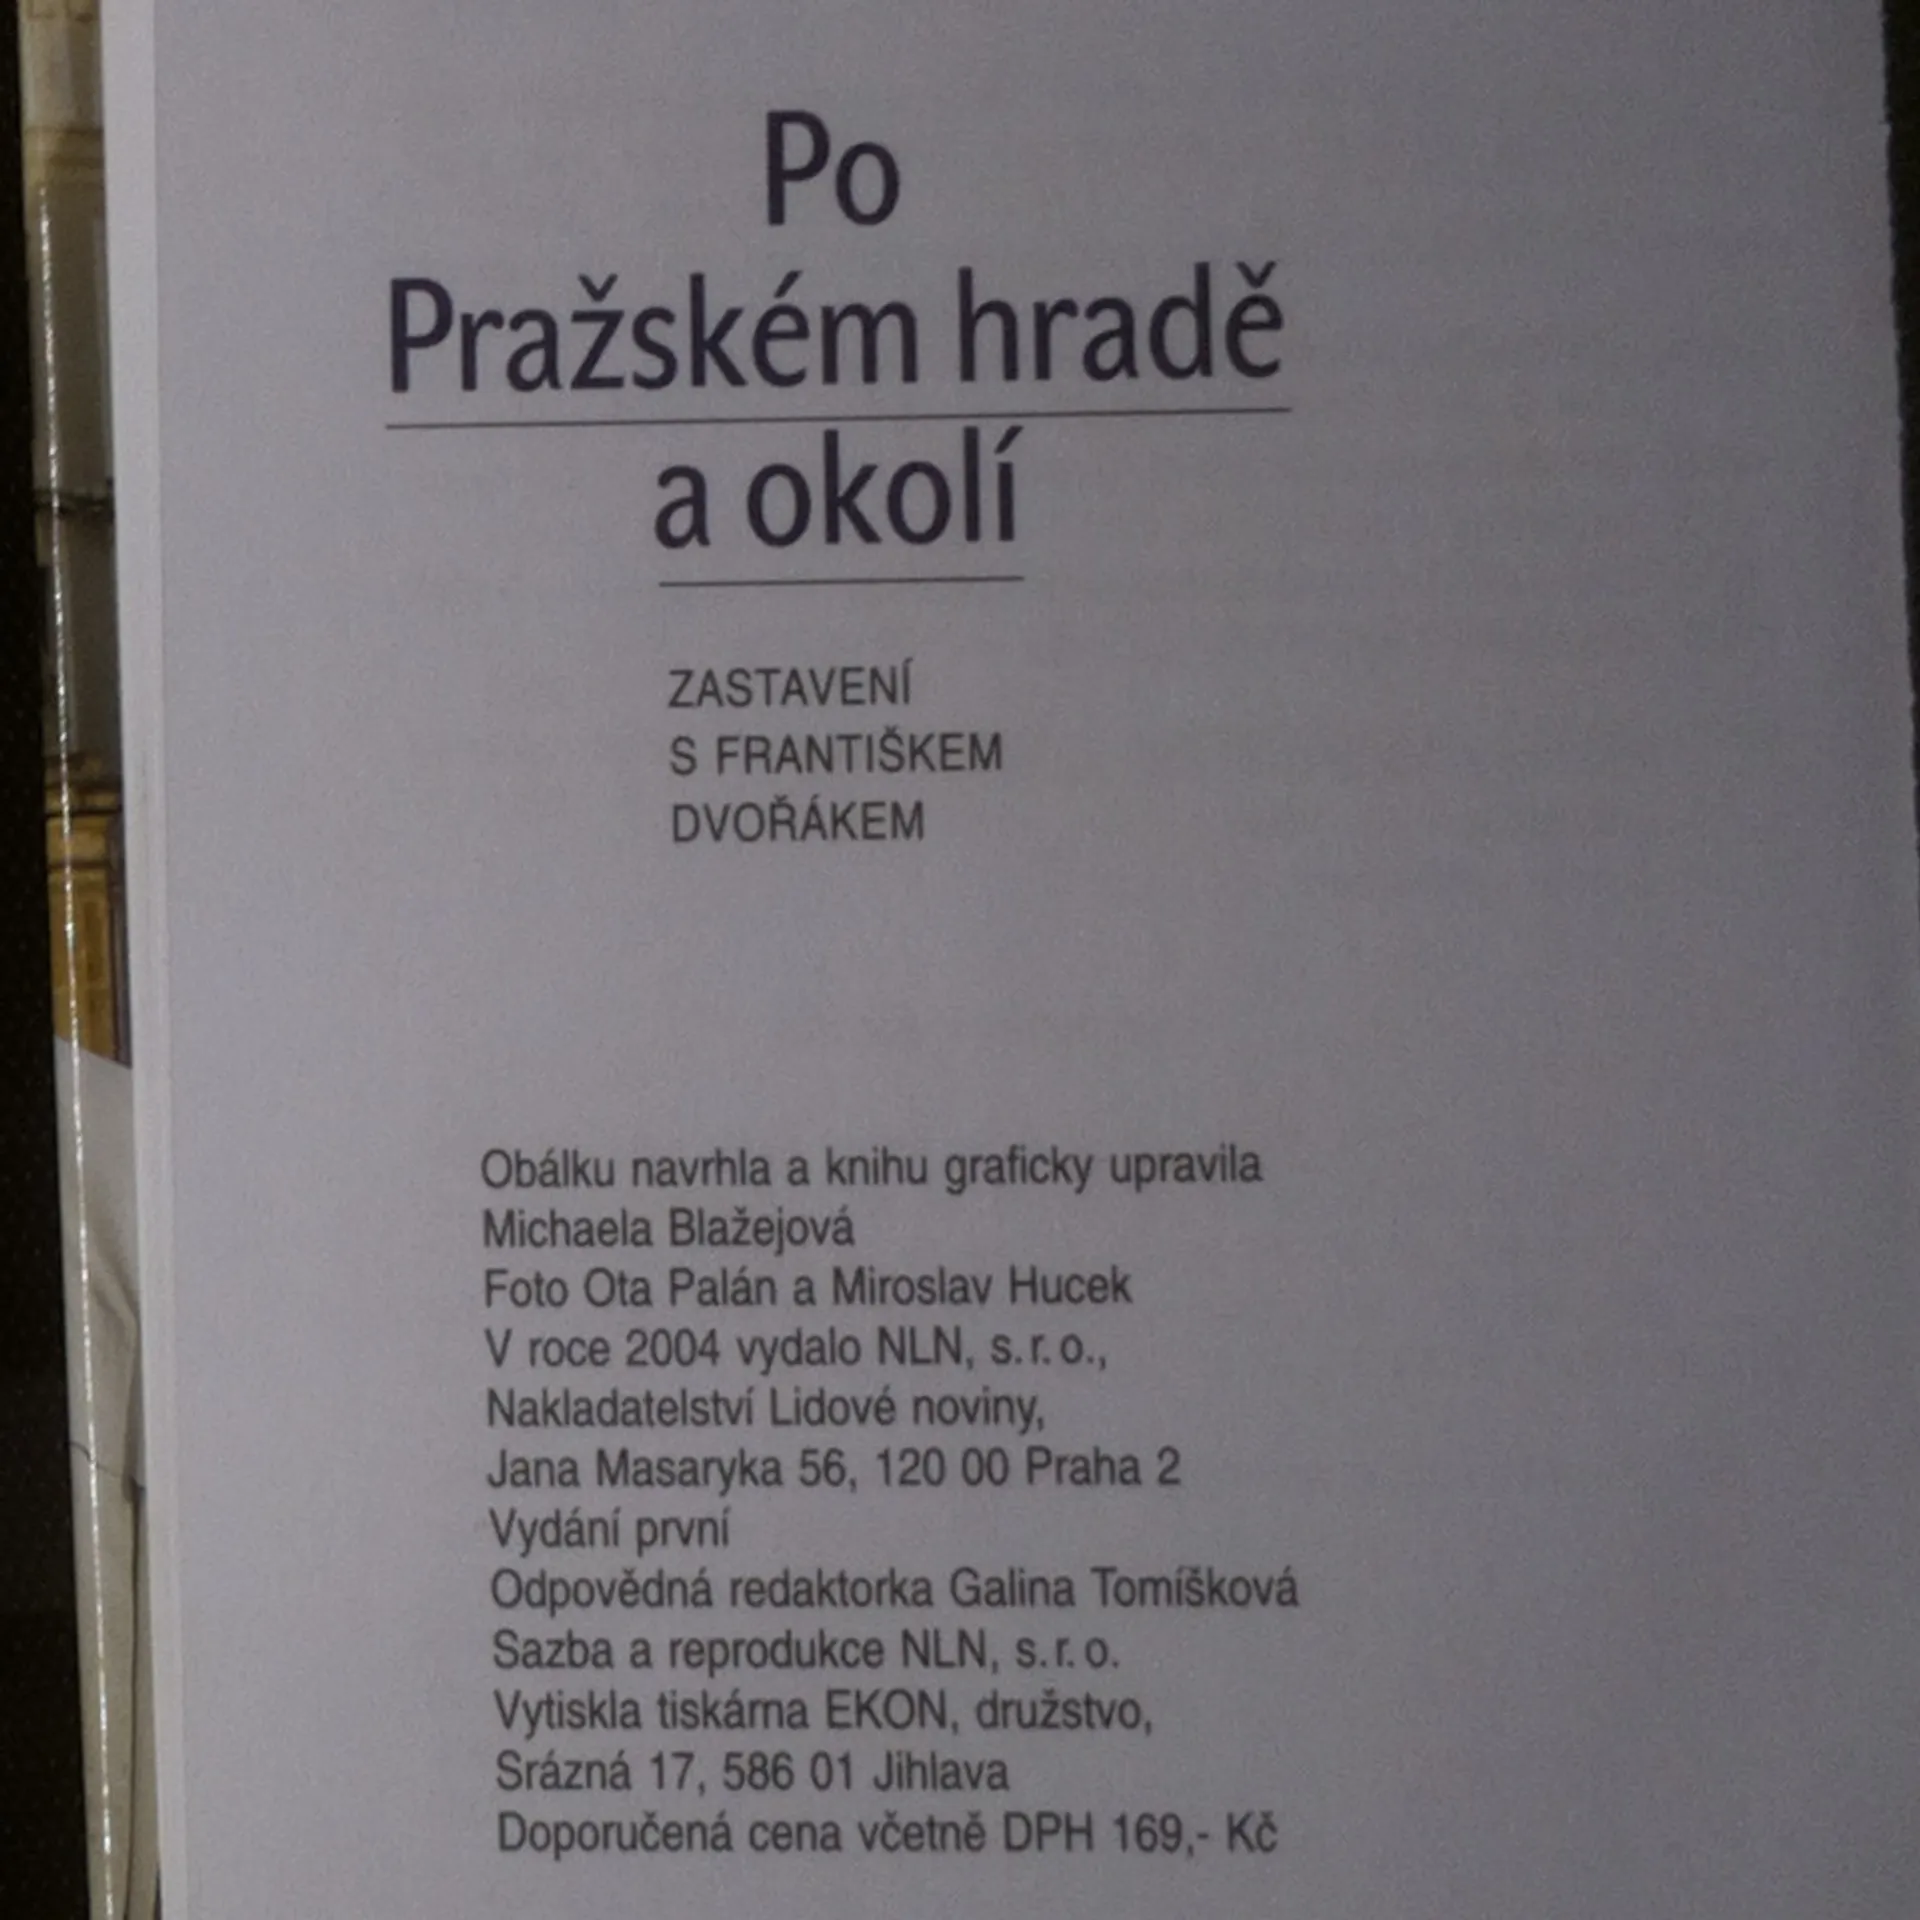 Po
Pražském hradě
a okolí
ZASTAVENÍ
S FRANTIŠKEM
DVOŘÁKEM
Obálku navrhla a knihu graficky upravila
Michaela Blažejová
Foto Ota Palán a Miroslav Hucek
V roce 2004 vydalo NLN, s.r.o.,
Nakladatelství Lidové noviny,
Jana Masaryka 56, 120 00 Praha 2
Vydání první
Odpovědná redaktorka Galina Tomíšková
Sazba a reprodukce NLN, s.r.o.
Vytiskla tiskárna EKON, družstvo,
Srázná 17, 586 01 Jihlava
Doporučená cena včetně DPH 169,- Kč